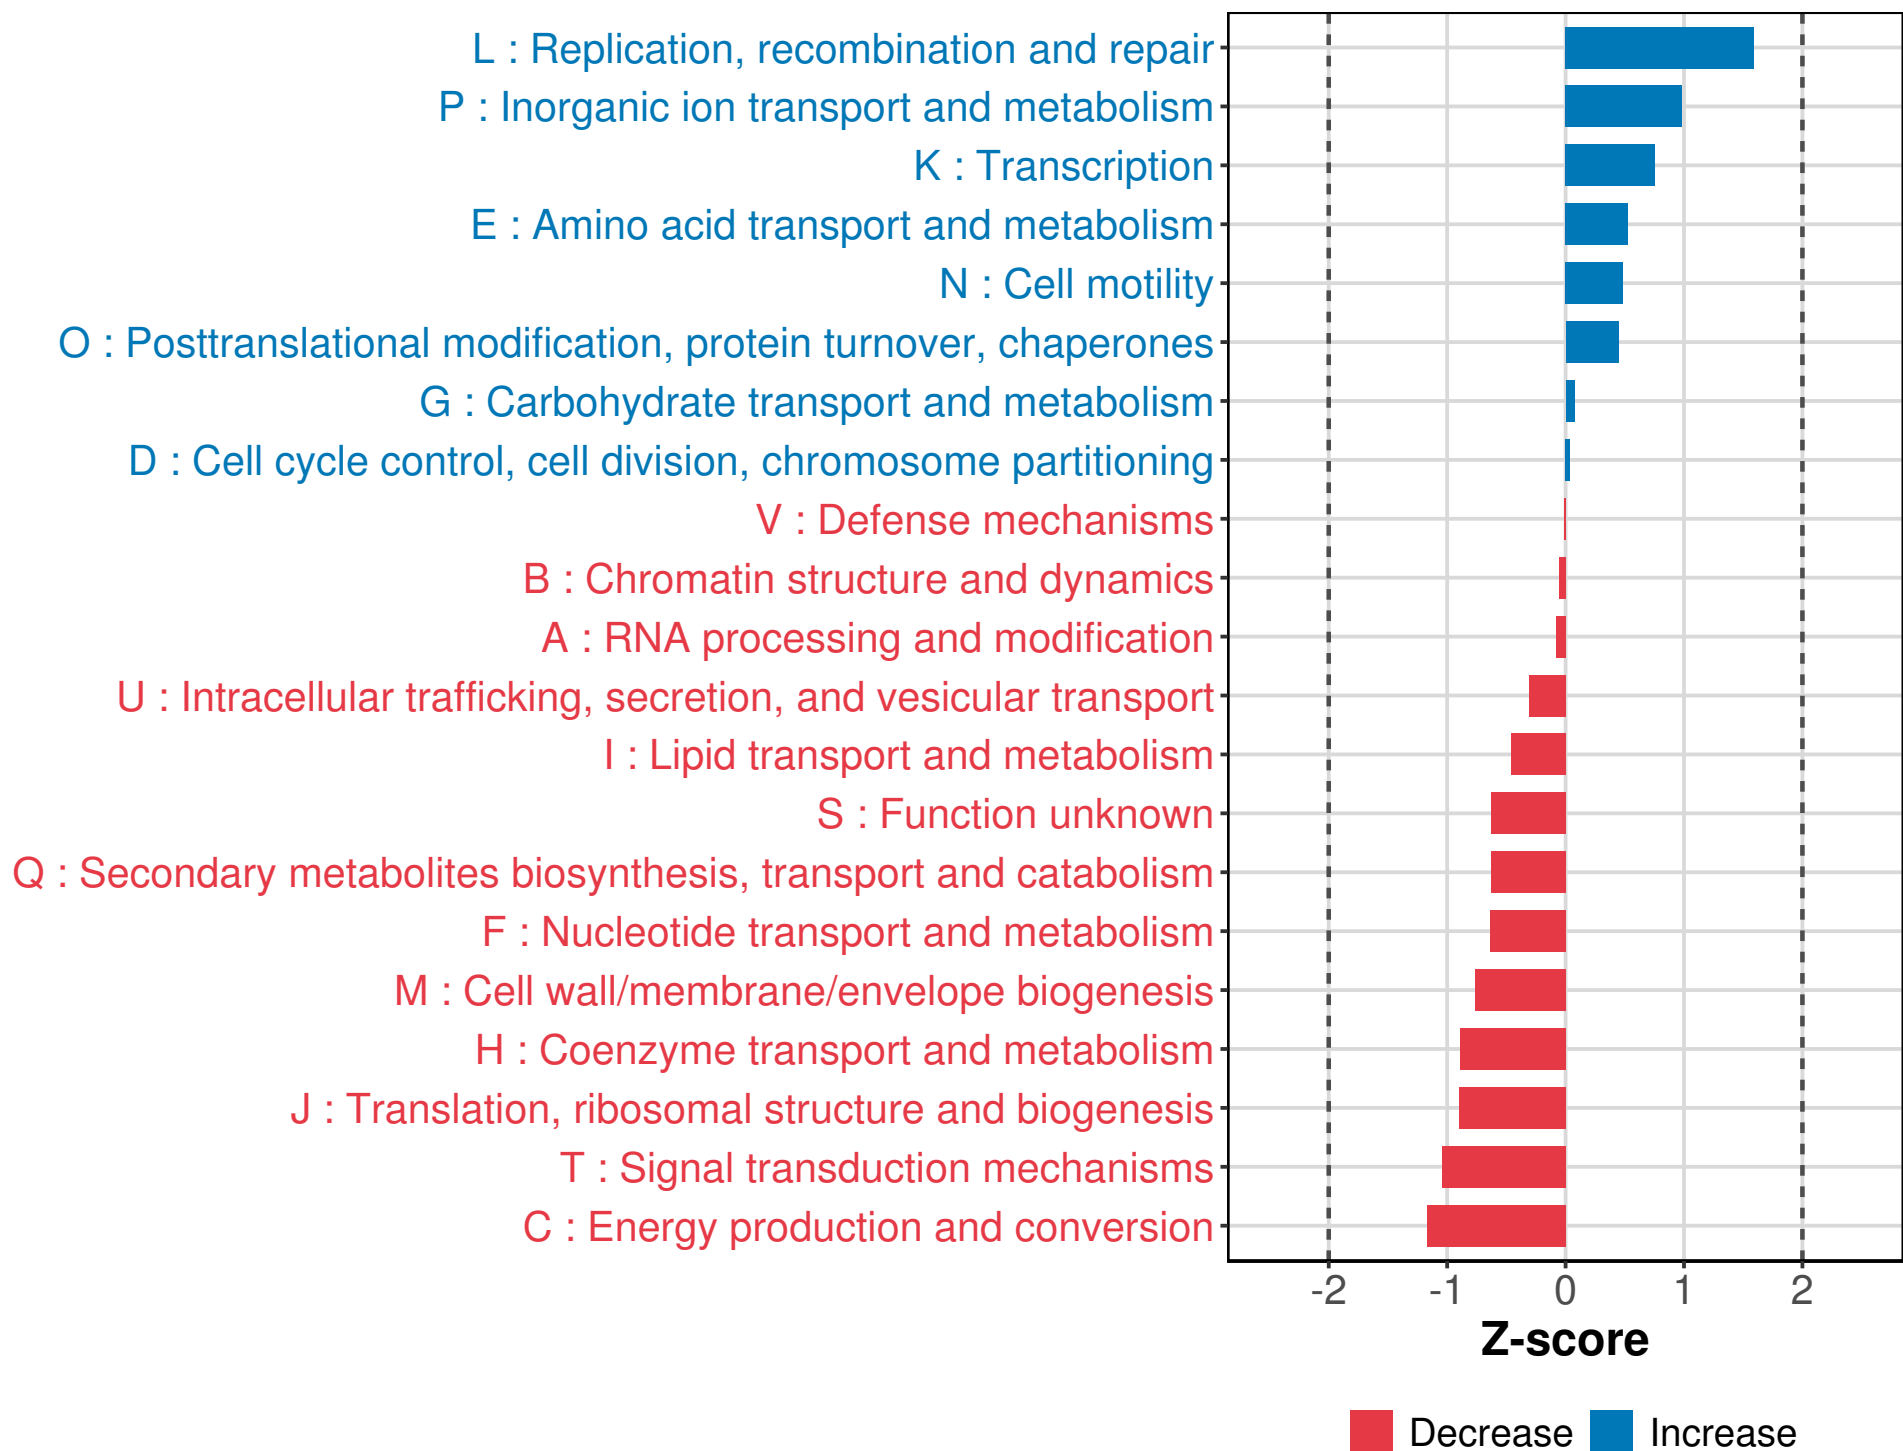 L : Replication, recombination and repair
P : Inorganic ion transport and metabolism
K : Transcription
E : Amino acid transport and metabolism
N : Cell motility
O : Posttranslational modification, protein turnover, chaperones
G : Carbohydrate transport and metabolism
D : Cell cycle control, cell division, chromosome partitioning
V : Defense mechanisms
B : Chromatin structure and dynamics
A : RNA processing and modification
U : Intracellular trafficking, secretion, and vesicular transport
I : Lipid transport and metabolism
S : Function unknown
Q : Secondary metabolites biosynthesis, transport and catabolism
F : Nucleotide transport and metabolism
M : Cell wall/membrane/envelope biogenesis
H : Coenzyme transport and metabolism
J : Translation, ribosomal structure and biogenesis
T : Signal transduction mechanisms
C : Energy production and conversion
-2 -1 0 1 2
Z-score
Decrease Increase